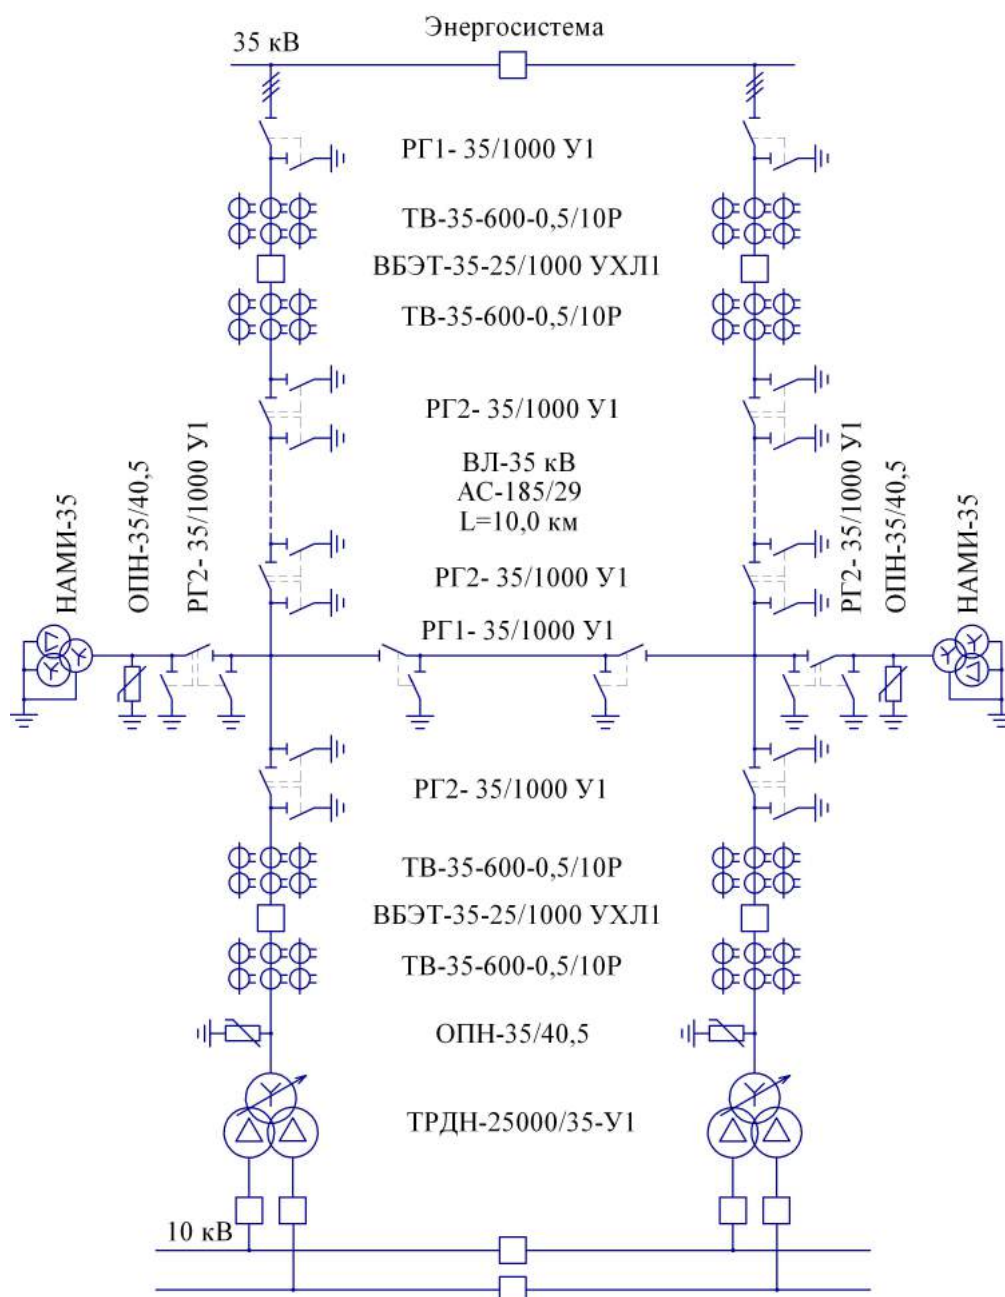 Энергосистема
35 кВ
РГ1- 35/1000 У1
ТВ-35-600-0,5/10Р
ВБЭТ-35-25/1000 УХЛ1
ТВ-35-600-0,5/10Р
РГ2- 35/1000 У1
ВЛ-35 кВ
АС-185/29
L=10,0 км
НАМИ-35
ОПН-35/40,5
РГ2- 35/1000 У1
РГ2- 35/1000 У1
ОПН-35/40,5
НАМИ-35
РГ2- 35/1000 У1
РГ1- 35/1000 У1
РГ2- 35/1000 У1
ТВ-35-600-0,5/10Р
ВБЭТ-35-25/1000 УХЛ1
ТВ-35-600-0,5/10Р
ОПН-35/40,5
ТРДН-25000/35-У1
10 кВ